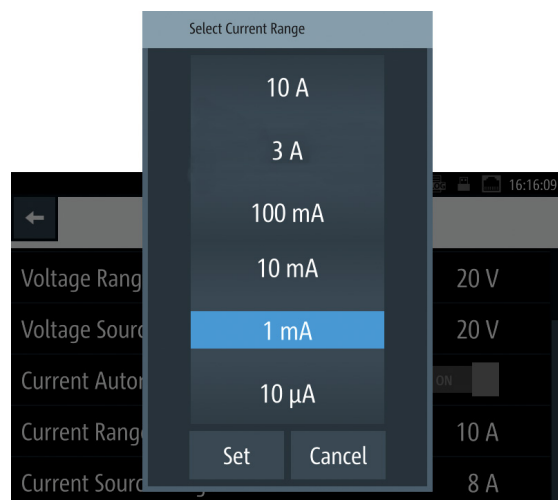 Select Current Range
10 A
3 A
100 mA
10 mA
1 mA
10 µA
Set Cancel
16:16:09
Voltage Rang 20 V
Voltage Sourc 20 V
Current Autor ON
Current Rang 10 A
Current Sourc 8 A